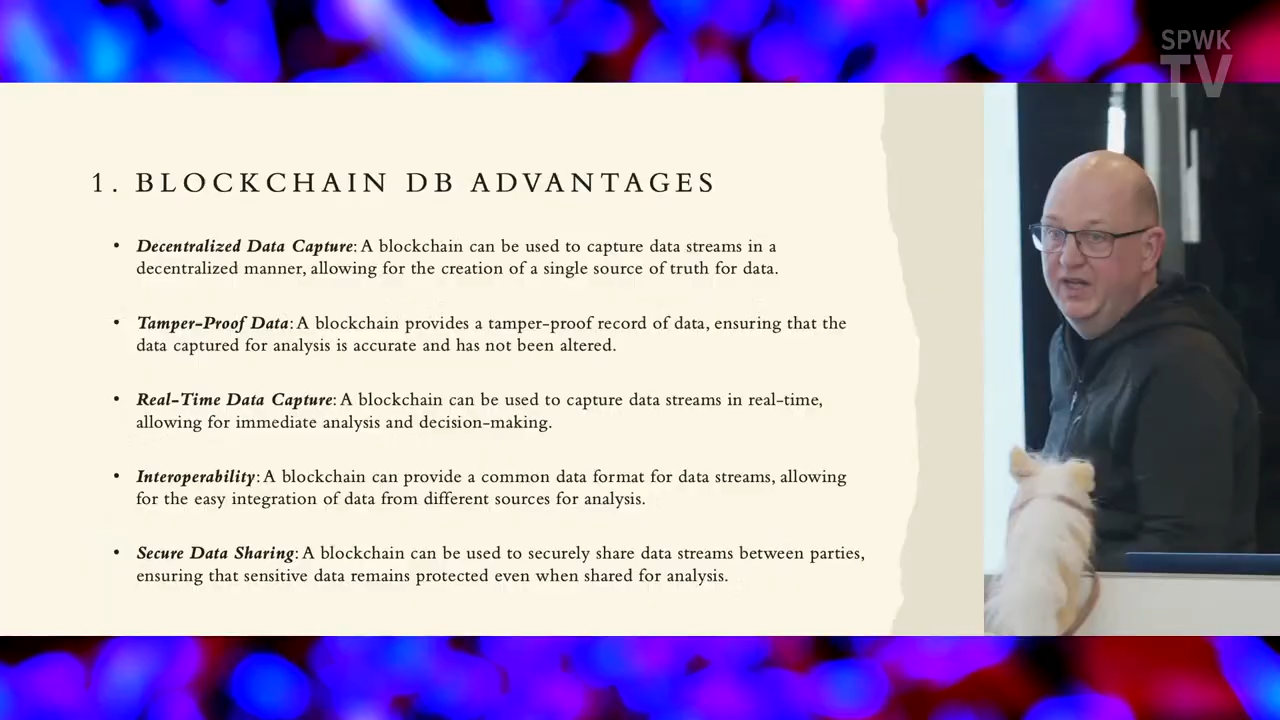 SPWK
TV
1. BLOCKCHAIN DB ADVANTAGES
• Decentralized Data Capture: A blockchain can be used to capture data streams in a
decentralized manner, allowing for the creation of a single source of truth for data.
• Tamper-Proof Data: A blockchain provides a tamper-proof record of data, ensuring that the
data captured for analysis is accurate and has not been altered.
• Real-Time Data Capture: A blockchain can be used to capture data streams in real-time,
allowing for immediate analysis and decision-making.
• Interoperability: A blockchain can provide a common data format for data streams, allowing
for the easy integration of data from different sources for analysis.
• Secure Data Sharing: A blockchain can be used to securely share data streams between parties,
ensuring that sensitive data remains protected even when shared for analysis.